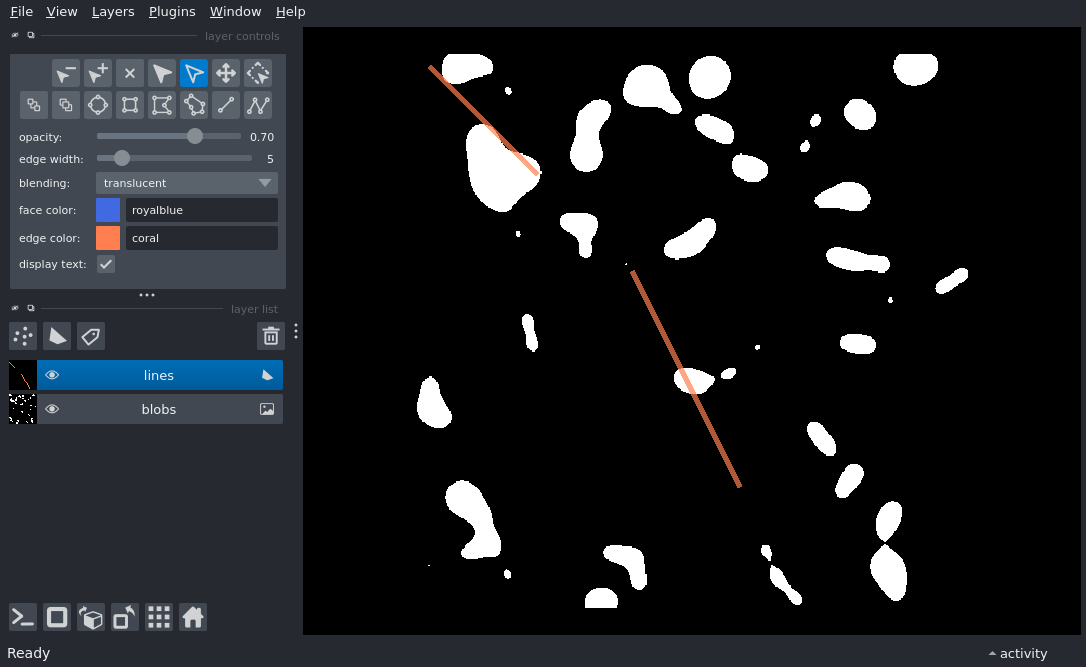 File View Layers Plugins Window Help
layer controls
opacity: 0.70
edge width: 5
blending: translucent
face color: royalblue
edge color: coral
display text:
layer list
lines
blobs
Ready activity